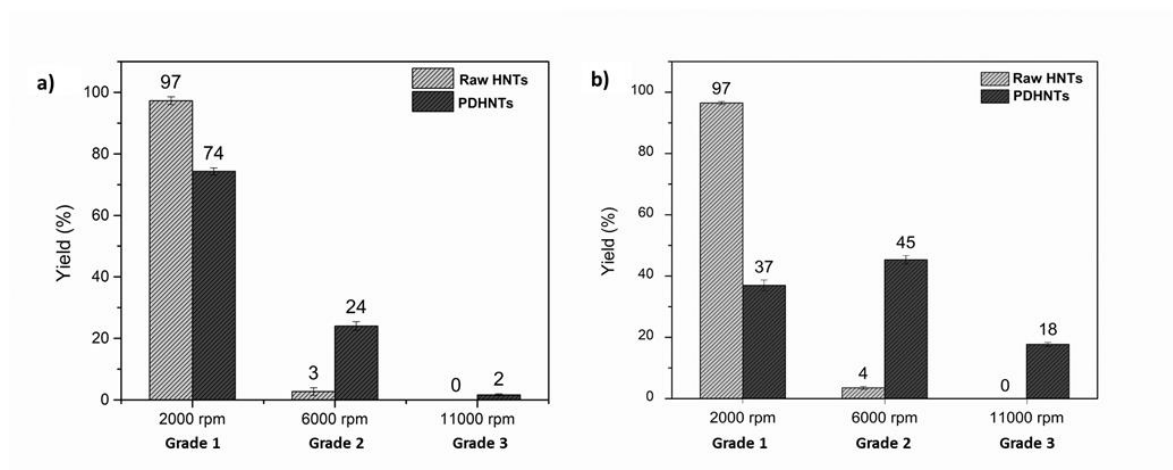 a)
97
74
3
24
0
2
Raw HNTs
PDHNTs
Yield (%)
100
80
60
40
20
0
2000 rpm
6000 rpm
11000 rpm
Grade 1
Grade 2
Grade 3
b)
97
37
4
45
0
18
Raw HNTs
PDHNTs
Yield (%)
100
80
60
40
20
0
2000 rpm
6000 rpm
11000 rpm
Grade 1
Grade 2
Grade 3